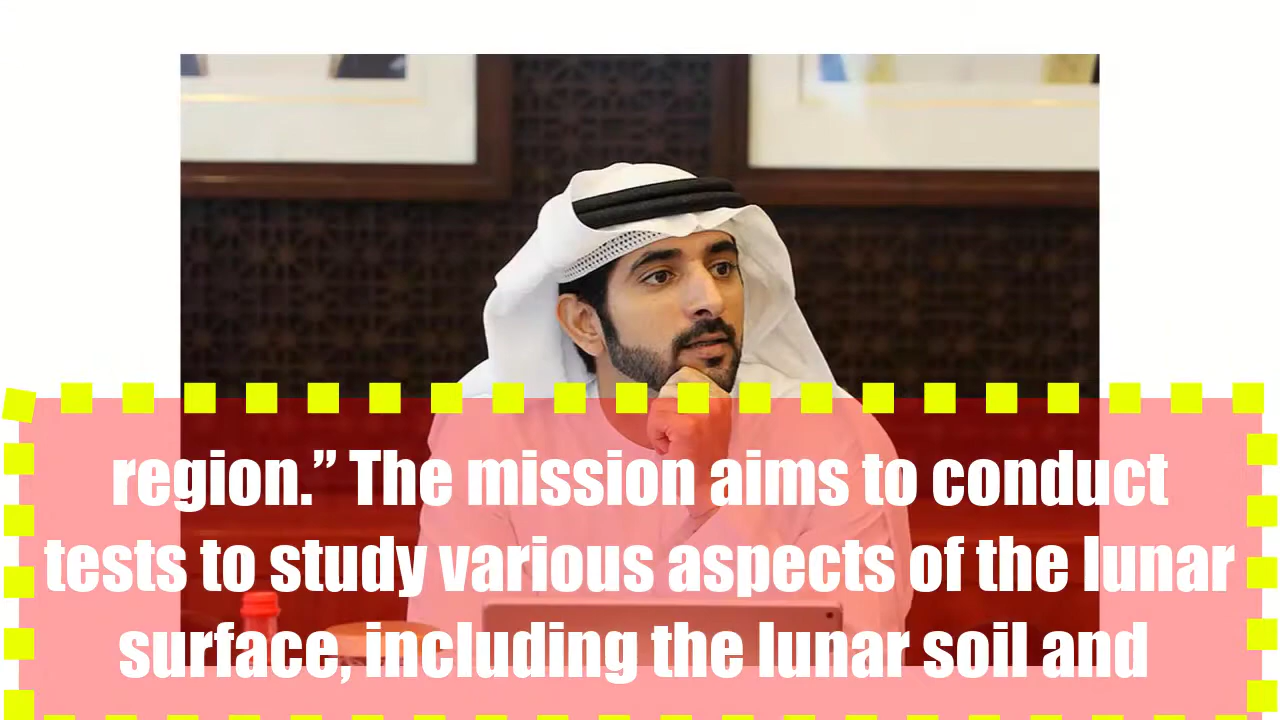 region.” The mission aims to conduct
tests to study various aspects of the lunar
surface, including the lunar soil and